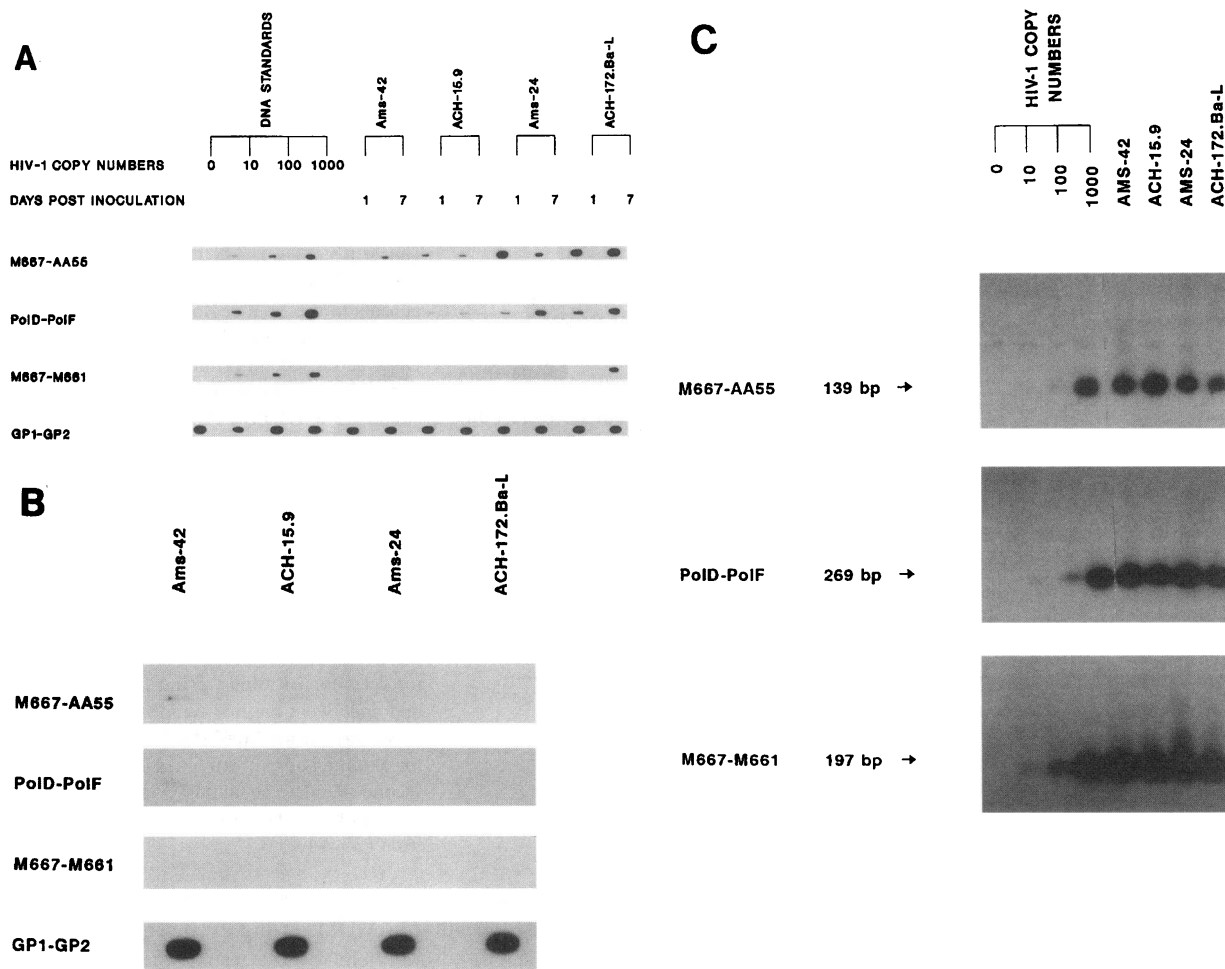 A
DNA STANDARDS
Ams-42
ACH-15.9
Ams-24
ACH-172.Ba-L
HIV-1 COPY NUMBERS 0 10 100 1000
DAYS POST INOCULATION 1 7 1 7 1 7 1 7
M667-AA55
PolD-PolF
M667-M661
GP1-GP2
B
Ams-42
ACH-15.9
Ams-24
ACH-172.Ba-L
M667-AA55
PolD-PolF
M667-M661
GP1-GP2
C
HIV-1 COPY
NUMBERS
0
10
100
1000
AMS-42
ACH-15.9
AMS-24
ACH-172.Ba-L
M667-AA55 139 bp →
PolD-PolF 269 bp →
M667-M661 197 bp →